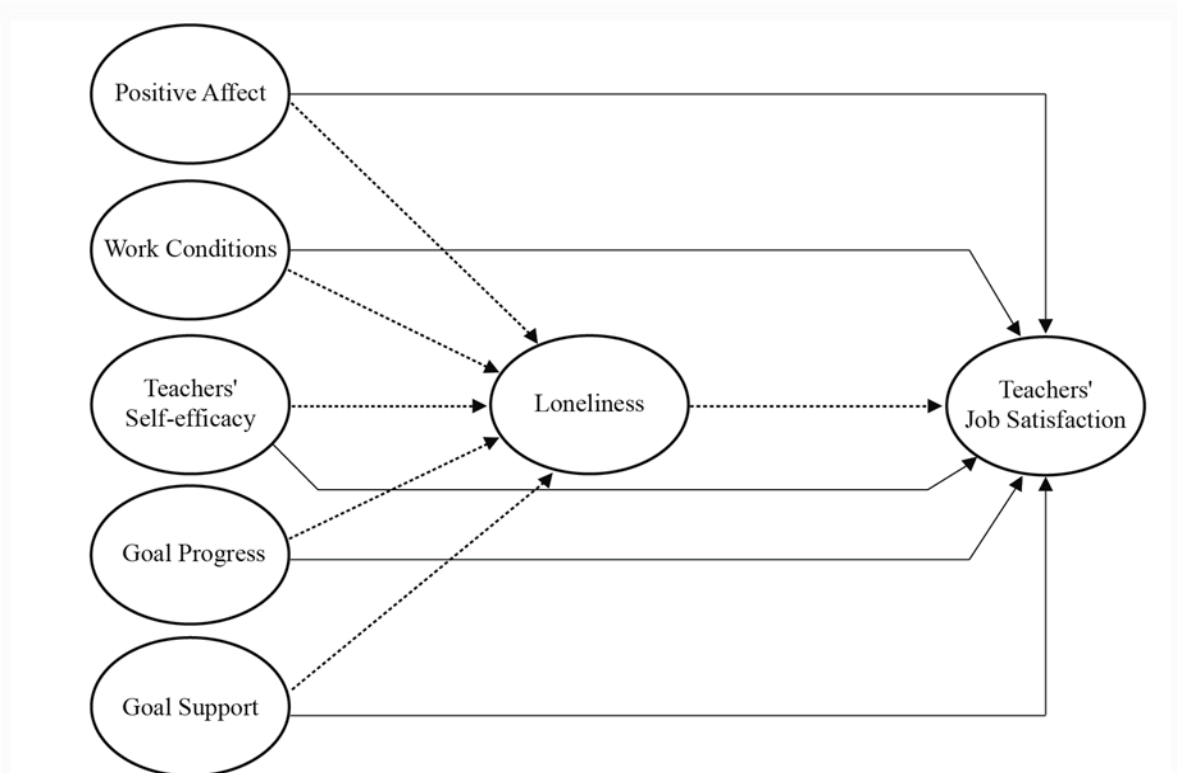 Positive Affect
Work Conditions
Teachers'
Self-efficacy
Loneliness
Teachers'
Job Satisfaction
Goal Progress
Goal Support